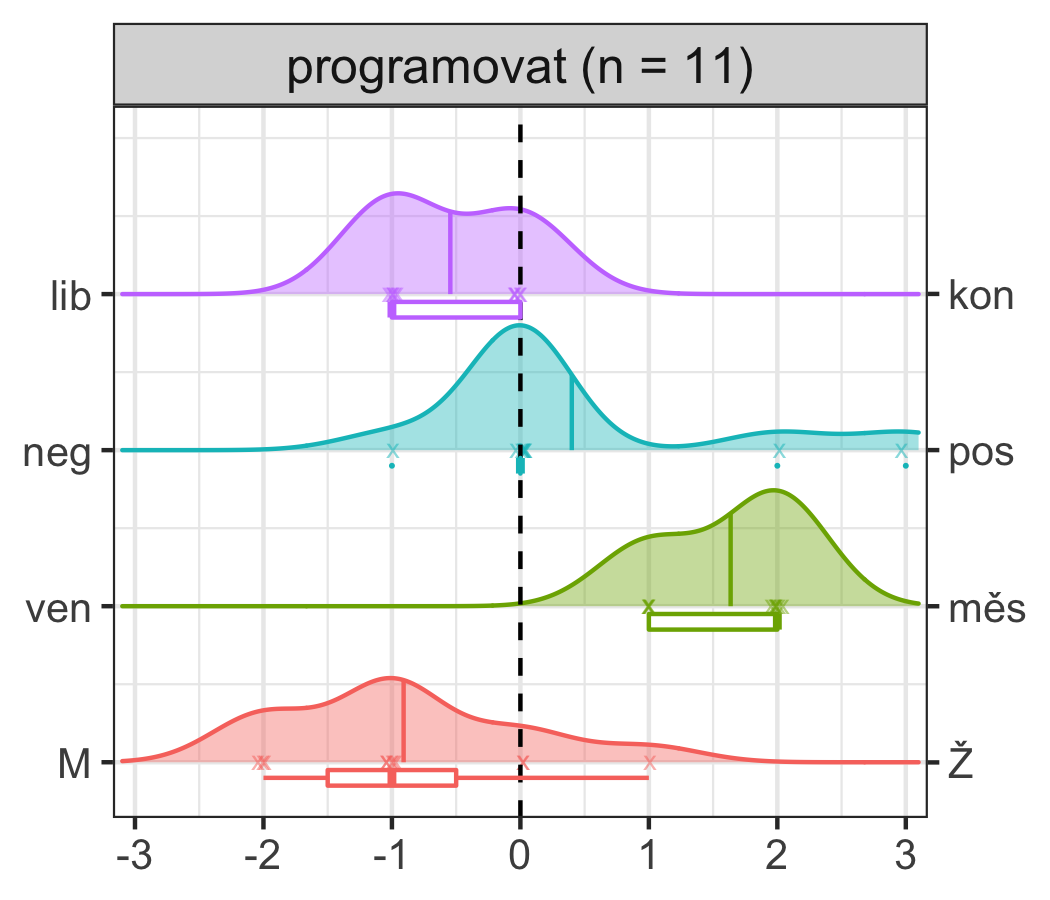 programovat (n = 11)
lib kon
neg pos
ven měs
M Ž
-3 -2 -1 0 1 2 3